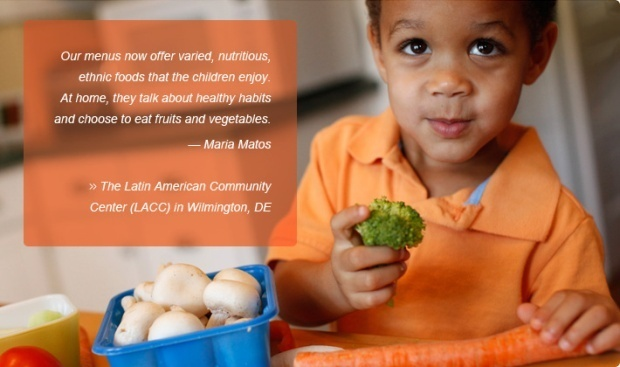 Our menus now offer varied, nutritious,
ethnic foods that the children enjoy.
At home, they talk about healthy habits
and choose to eat fruits and vegetables.
— Maria Matos
» The Latin American Community
Center (LACC) in Wilmington, DE